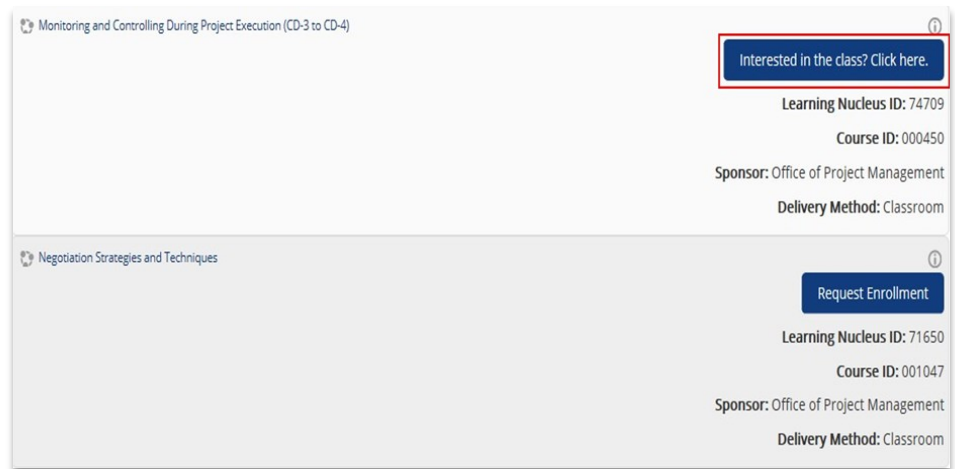 Monitoring and Controlling During Project Execution (CD-3 to CD-4)
Interested in the class? Click here.
Learning Nucleus ID: 74709
Course ID: 000450
Sponsor: Office of Project Management
Delivery Method: Classroom
Negotiation Strategies and Techniques
Request Enrollment
Learning Nucleus ID: 71650
Course ID: 001047
Sponsor: Office of Project Management
Delivery Method: Classroom